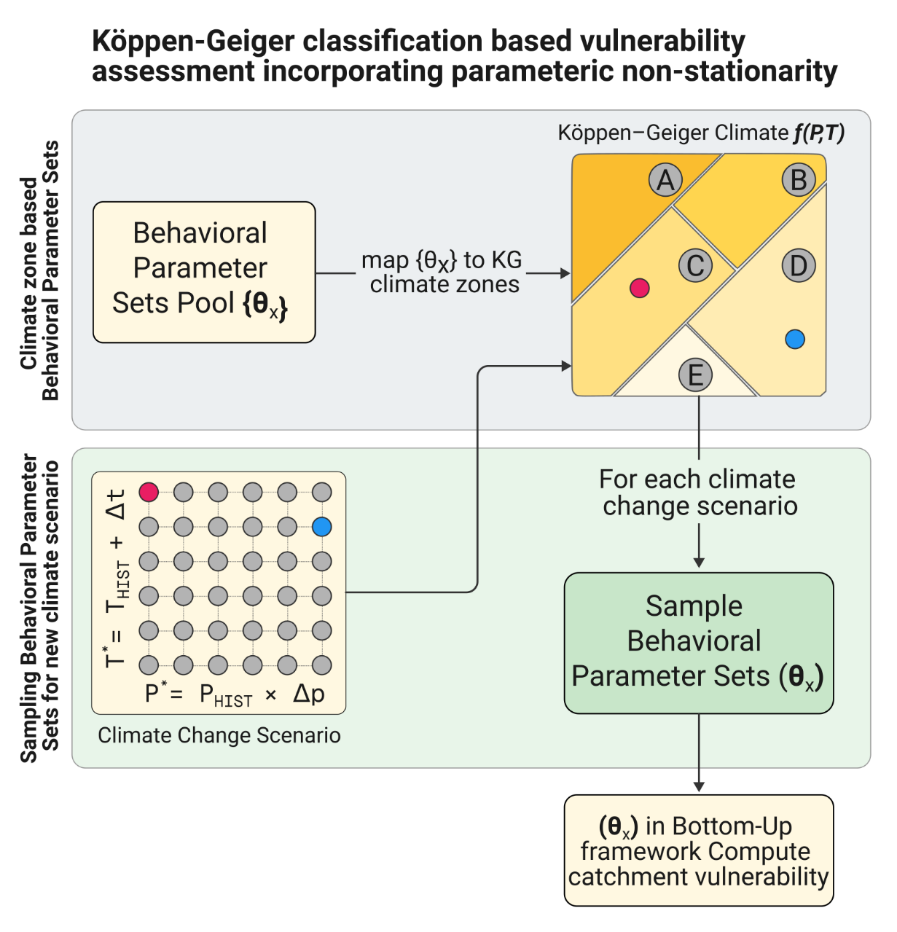 Köppen-Geiger classification based vulnerability
assessment incorporating parameteric non-stationarity
Climate zone based
Behavioral Parameter Sets
Köppen–Geiger Climate f(P,T)
Behavioral
Parameter
Sets Pool {θx}
map {θx} to KG
climate zones
A
B
C
D
E
Sampling Behavioral Parameter
Sets for new climate scenario
T* = THIST + Δt
P* = PHIST × Δp
Climate Change Scenario
For each climate
change scenario
Sample
Behavioral
Parameter Sets (θx)
(θx) in Bottom-Up
framework Compute
catchment vulnerability